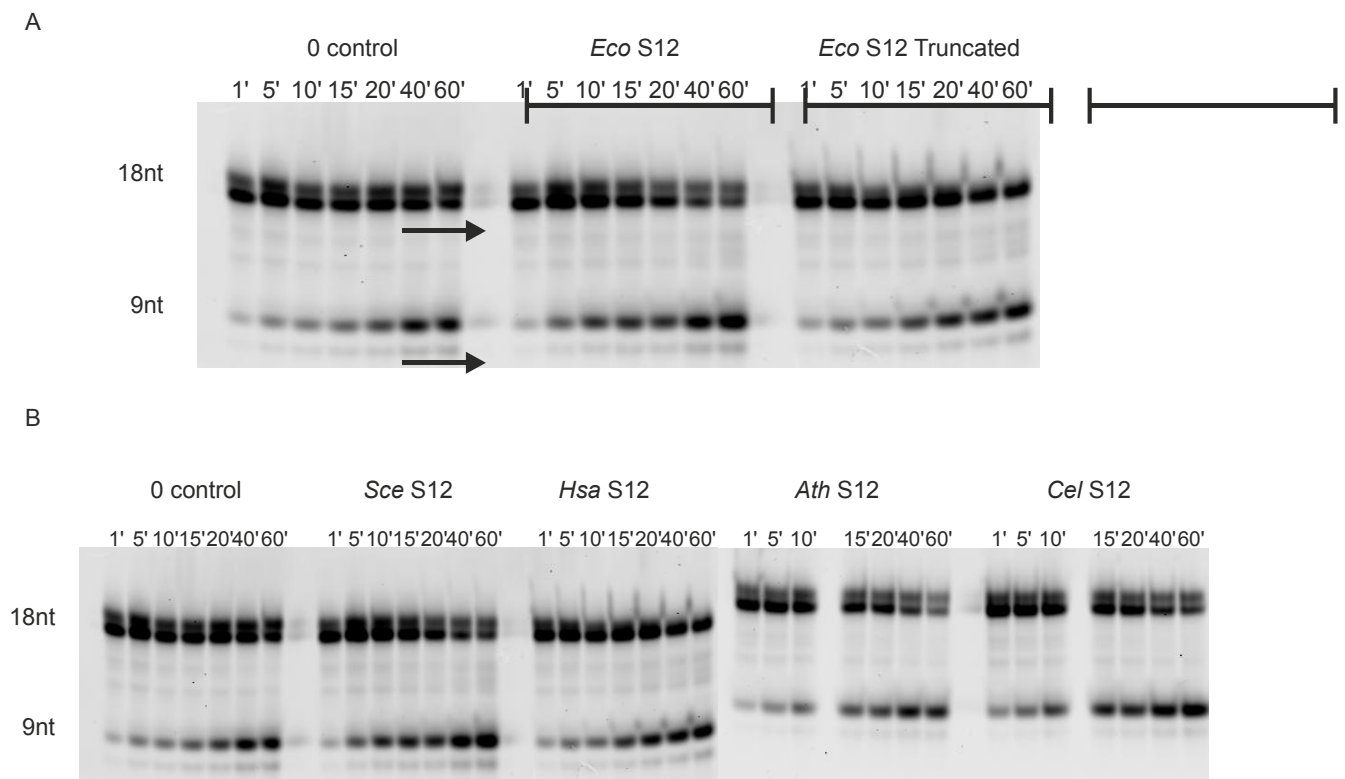 A
0 control Eco S12 Eco S12 Truncated
1' 5' 10' 15' 20' 40' 60' 1' 5' 10' 15' 20' 40' 60' 1' 5' 10' 15' 20' 40' 60'
18nt
9nt
B
0 control Sce S12 Hsa S12 Ath S12 Cel S12
1' 5' 10' 15' 20' 40' 60' 1' 5' 10' 15' 20' 40' 60' 1' 5' 10' 15' 20' 40' 60' 1' 5' 10' 15' 20' 40' 60' 1' 5' 10' 15' 20' 40' 60'
18nt
9nt